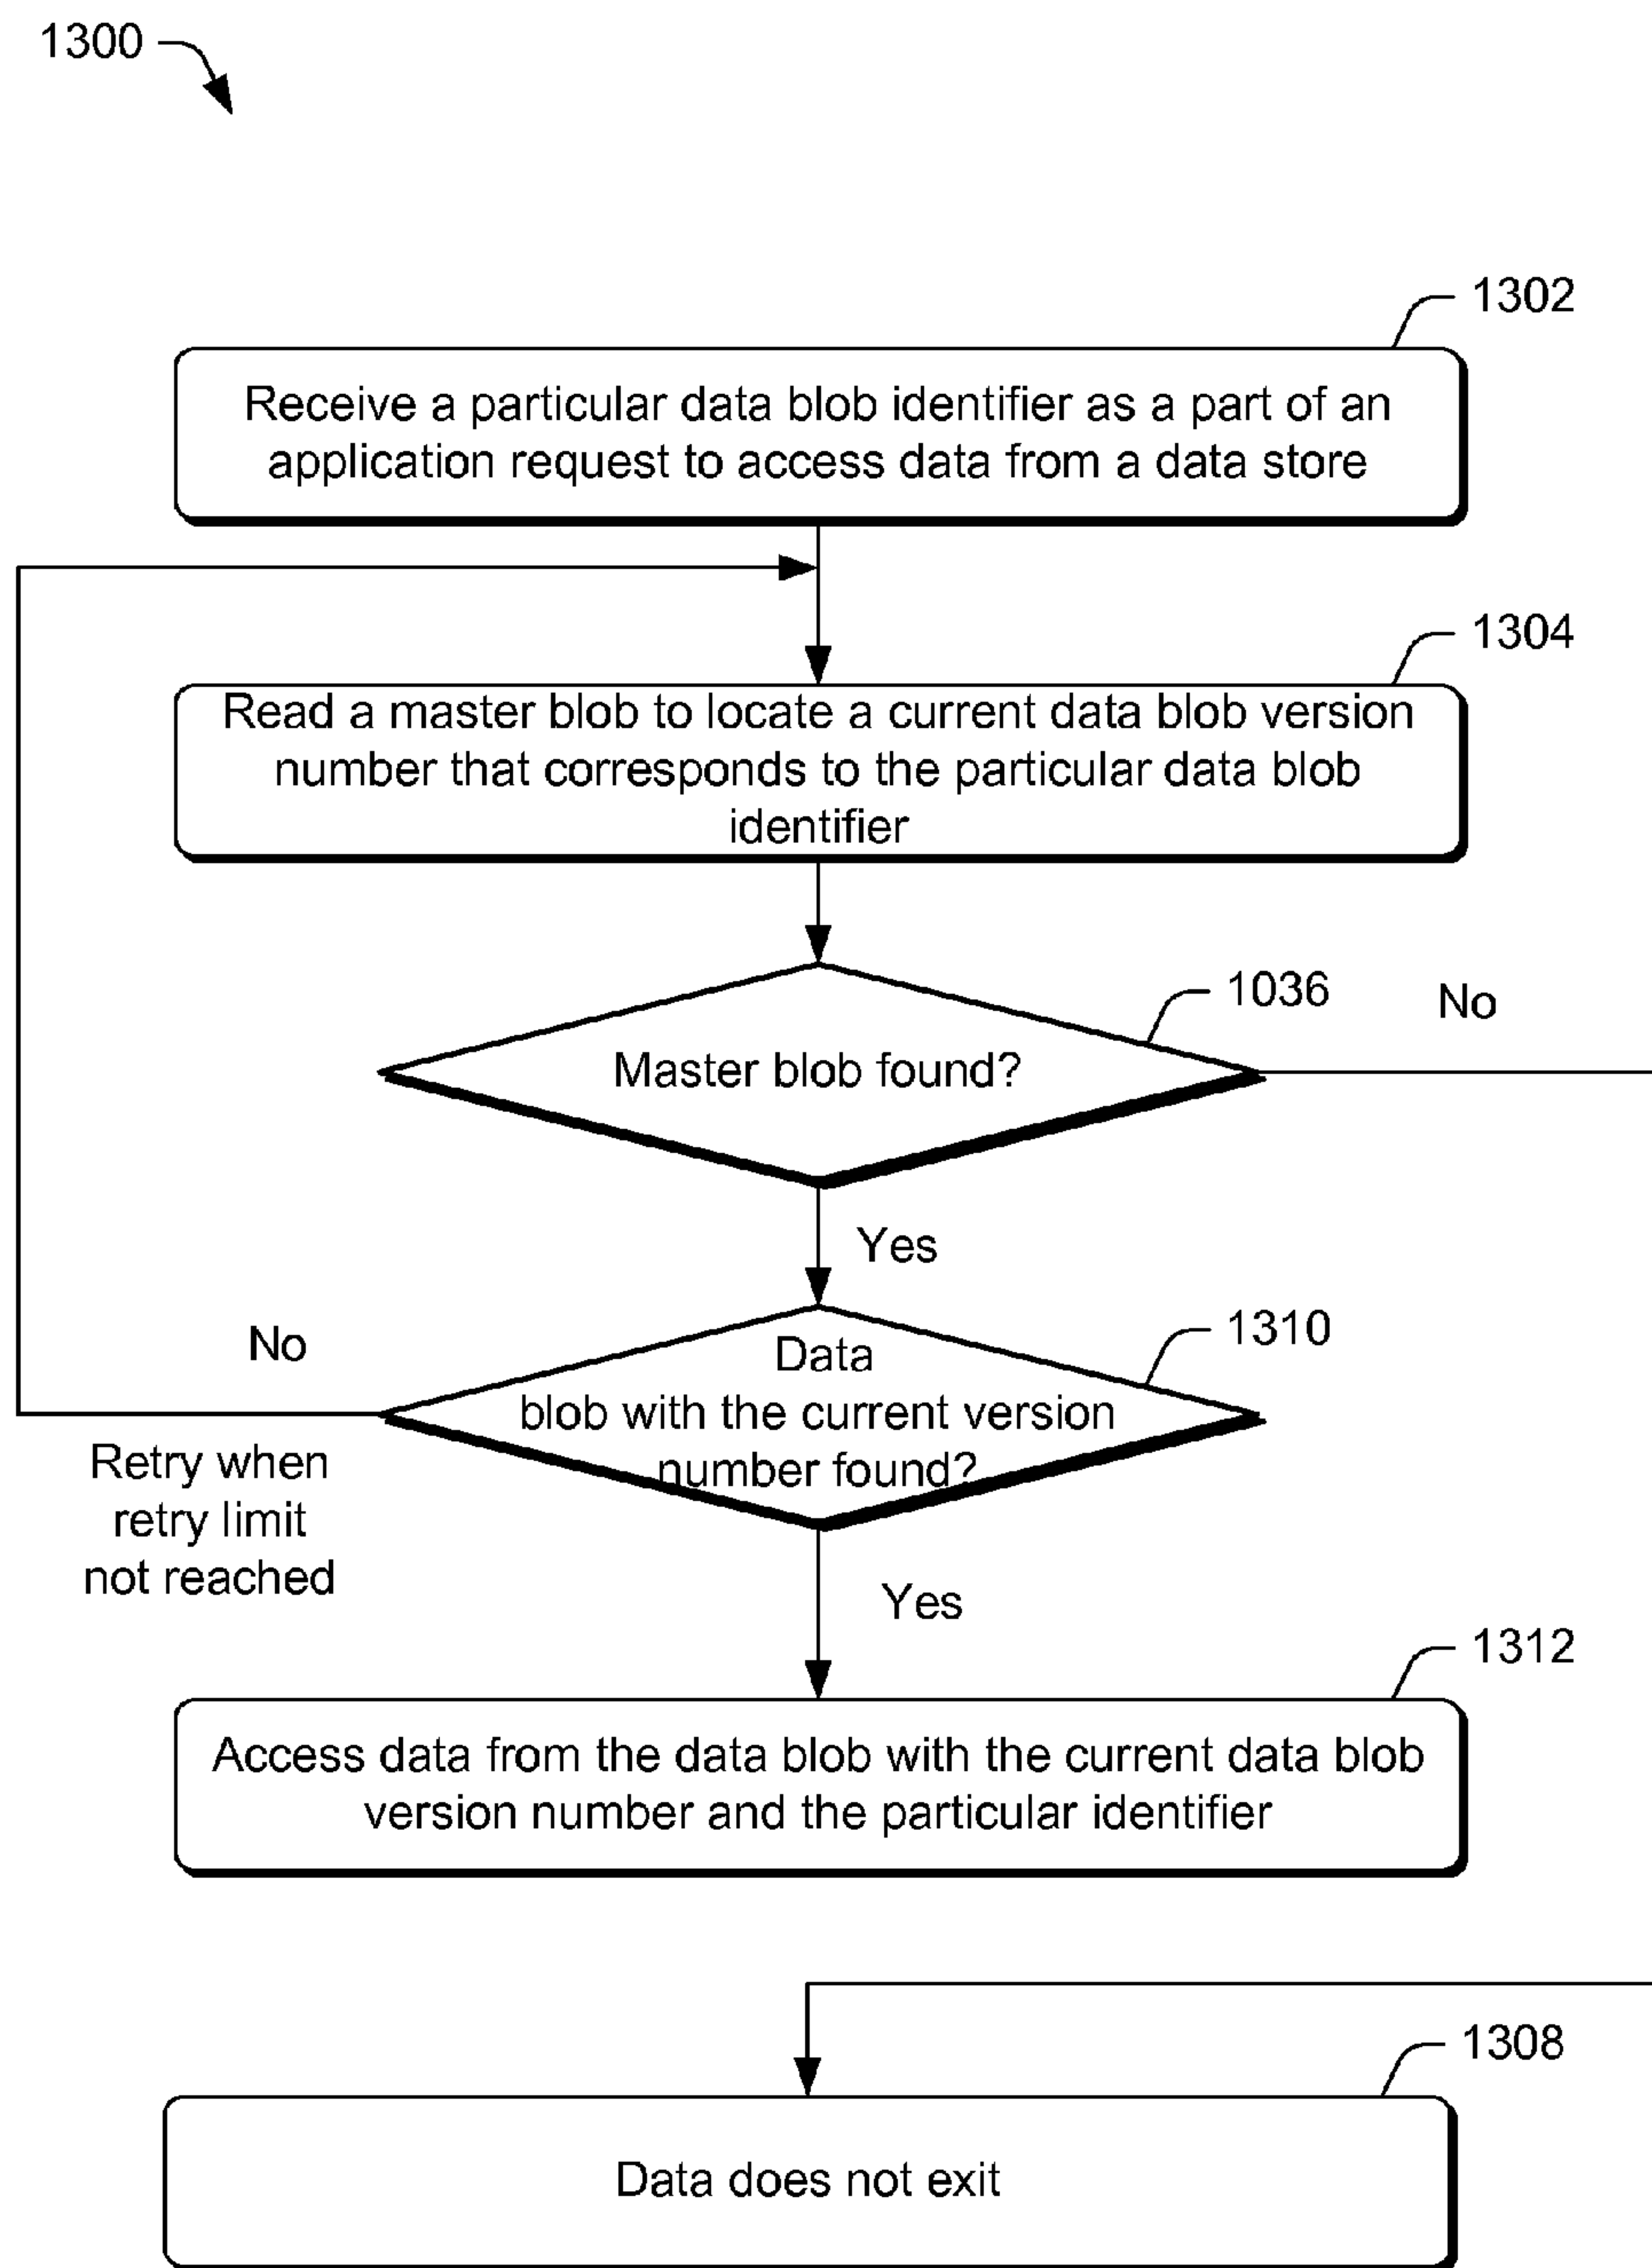 1300
1302
Receive a particular data blob identifier as a part of an
application request to access data from a data store
1304
Read a master blob to locate a current data blob version
number that corresponds to the particular data blob
identifier
1036
No
Master blob found?
Yes
1310
No
Data
blob with the current version
number found?
Retry when
retry limit
not reached
Yes
1312
Access data from the data blob with the current data blob
version number and the particular identifier
1308
Data does not exit